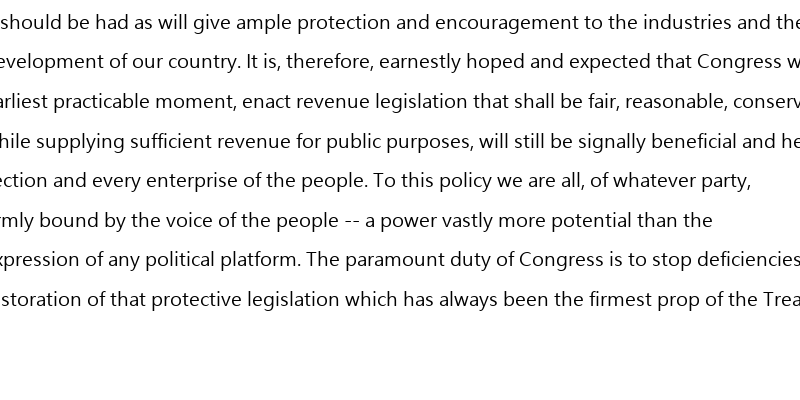 should be had as will give ample protection and encouragement to the industries and the
evelopment of our country. It is, therefore, earnestly hoped and expected that Congress w
arliest practicable moment, enact revenue legislation that shall be fair, reasonable, conserv
hile supplying sufficient revenue for public purposes, will still be signally beneficial and he
ection and every enterprise of the people. To this policy we are all, of whatever party,
rmly bound by the voice of the people -- a power vastly more potential than the
xpression of any political platform. The paramount duty of Congress is to stop deficiencies
storation of that protective legislation which has always been the firmest prop of the Trea